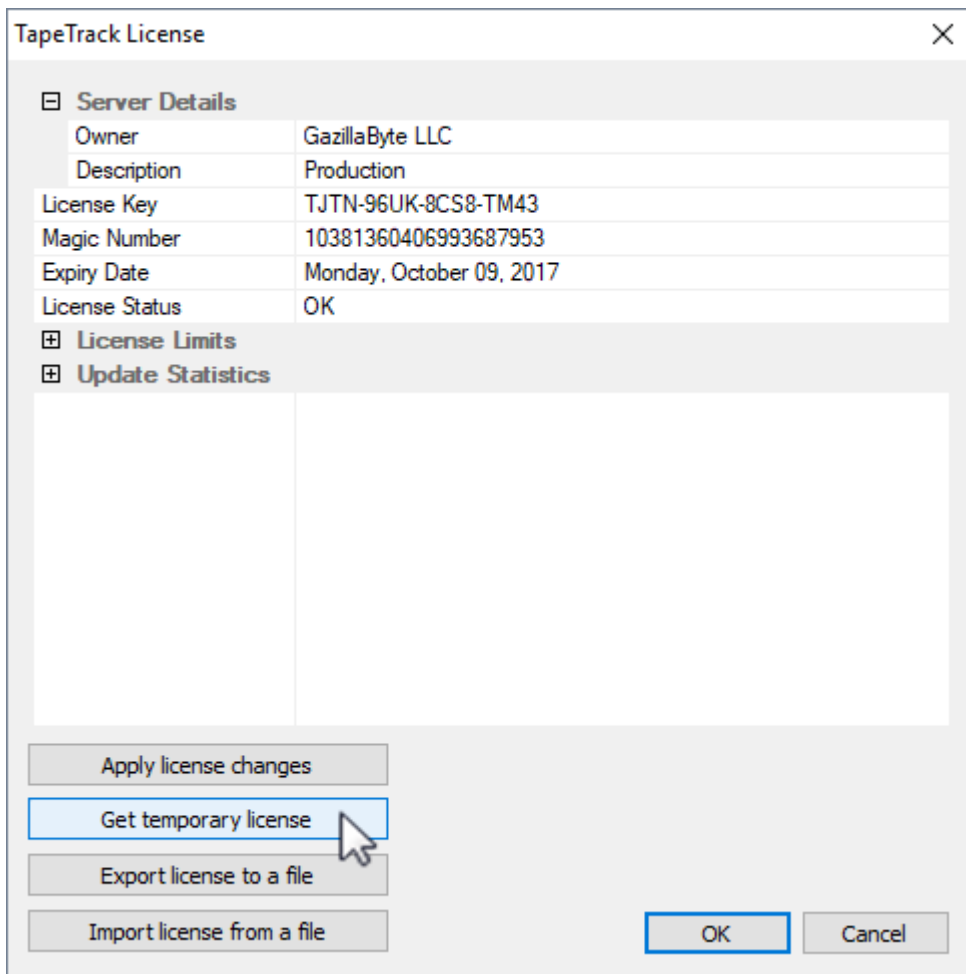 TapeTrack License
Server Details
Owner GazillaByte LLC
Description Production
License Key TJTN-96UK-8CS8-TM43
Magic Number 10381360406993687953
Expiry Date Monday, October 09, 2017
License Status OK
License Limits
Update Statistics
Apply license changes
Get temporary license
Export license to a file
Import license from a file OK Cancel